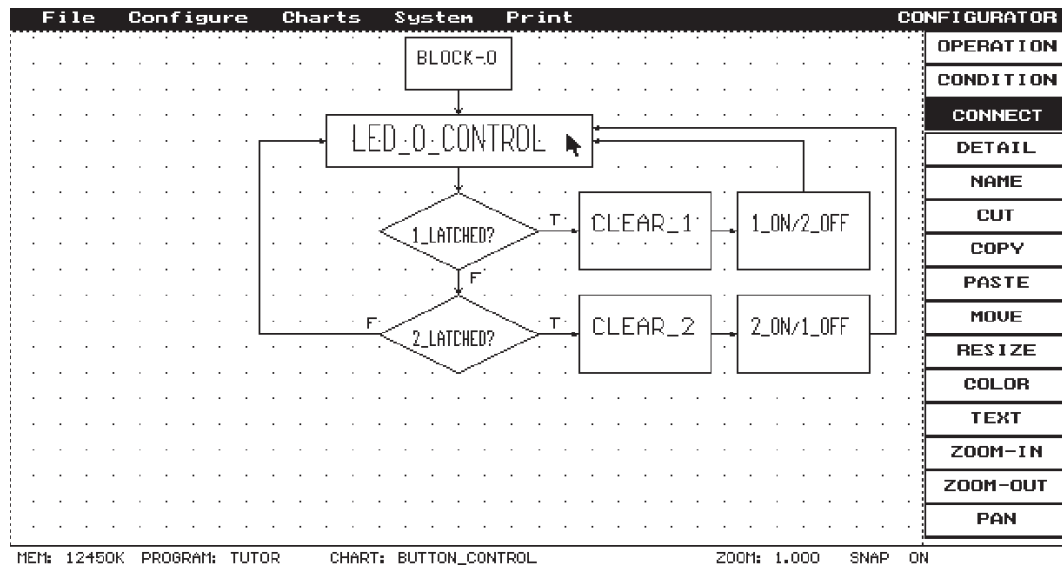 File Configure Charts System Print CONFIGURATOR
BLOCK-0
LED_0_CONTROL
1_LATCHED?
T
CLEAR_1
1_ON/2_OFF
F
F
2_LATCHED?
T
CLEAR_2
2_ON/1_OFF
OPERATION
CONDITION
CONNECT
DETAIL
NAME
CUT
COPY
PASTE
MOVE
RESIZE
COLOR
TEXT
ZOOM-IN
ZOOM-OUT
PAN
MEM: 12450K PROGRAM: TUTOR CHART: BUTTON_CONTROL ZOOM: 1.000 SNAP ON